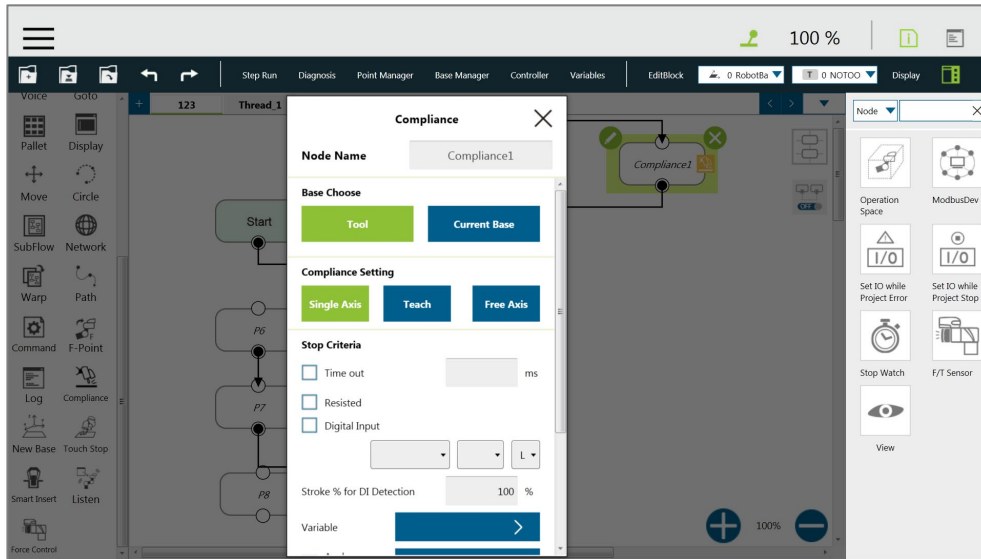 100 %
Step Run Diagnosis Point Manager Base Manager Controller Variables EditBlock 0 RobotBa T 0 NOTOO Display
Voice Goto
Pallet Display
Move Circle
SubFlow Network
Warp Path
Command F-Point
Log Compliance
New Base Touch Stop
Smart Insert Listen
Force Control
+ 123 Thread_1
Start
P6
P7
P8
Compliance1
OFF
100%
Compliance
Node Name Compliance1
Base Choose
Tool Current Base
Compliance Setting
Single Axis Teach Free Axis
Stop Criteria
Time out ms
Resisted
Digital Input
L
Stroke % for DI Detection 100 %
Variable
Node
Operation Space
ModbusDev
I/O I/O
Set IO while Project Error
Set IO while Project Stop
Stop Watch F/T Sensor
View